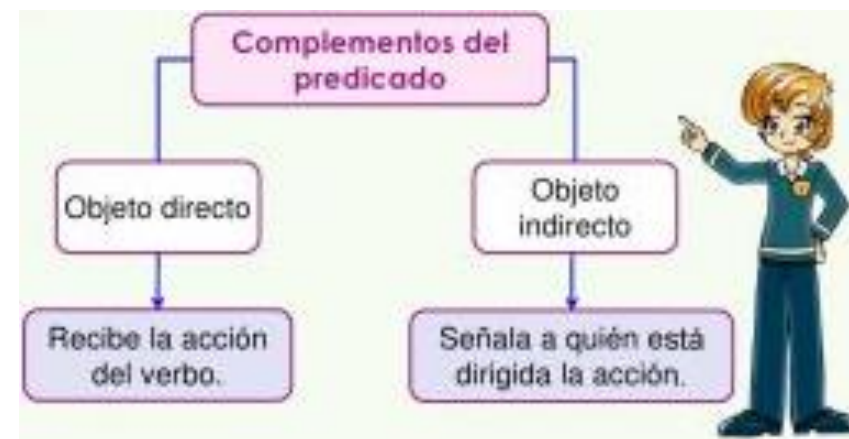 Complementos del
predicado
Objeto directo
Objeto
indirecto
Recibe la acción
del verbo.
Señala a quién está
dirigida la acción.